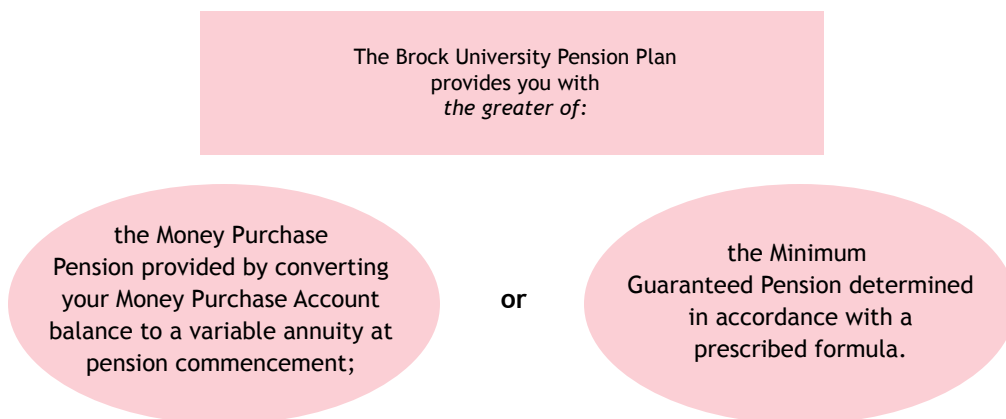 The Brock University Pension Plan
provides you with
the greater of:
the Money Purchase
Pension provided by converting
your Money Purchase Account
balance to a variable annuity at
pension commencement;
or
the Minimum
Guaranteed Pension determined
in accordance with a
prescribed formula.